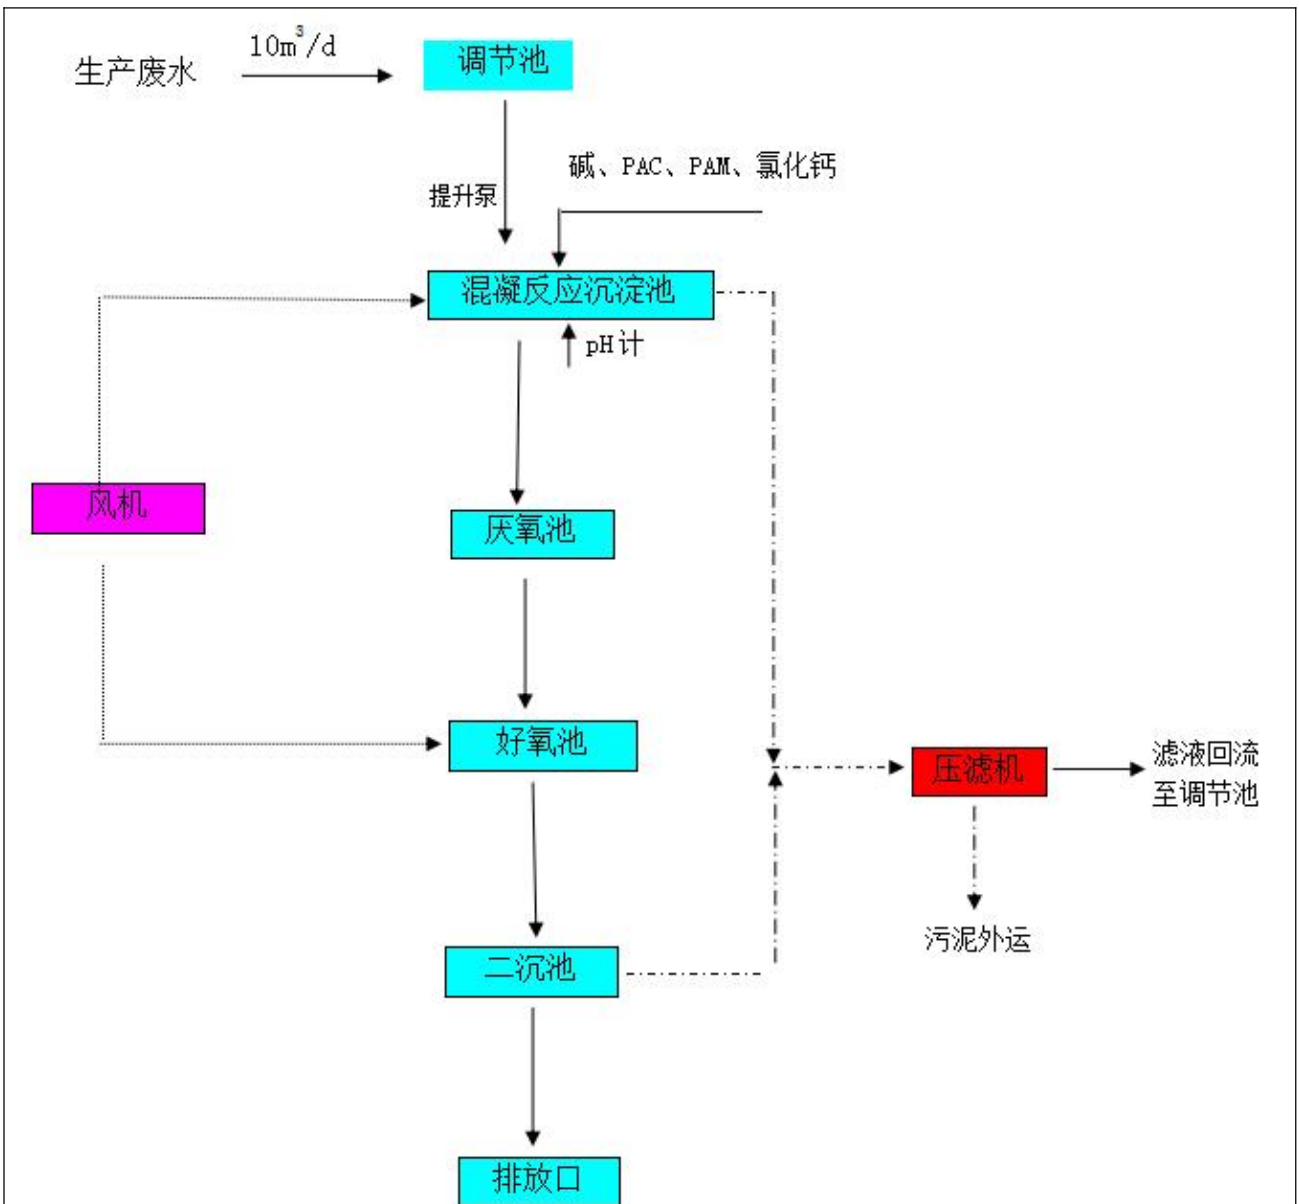 生产废水
10m³/d
调节池
提升泵
碱、PAC、PAM、氯化钙
混凝反应沉淀池
pH计
风机
厌氧池
好氧池
压滤机
滤液回流
至调节池
污泥外运
二沉池
排放口